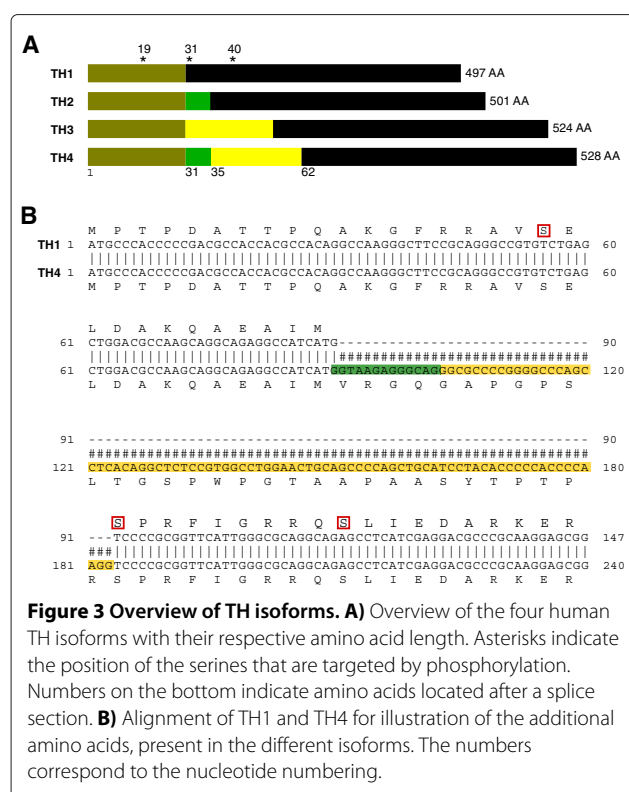 A
19 31 40
* * *
TH1 497 AA
TH2 501 AA
TH3 524 AA
TH4 528 AA
1 31 35 62
B
M P T P D A T T P Q A K G F R R A V S E
TH1 1 ATGCCCACCCCCGACGCCACCACGCCACAGGCCAAGGGCTTCCGCAGGGCCGTGTCTGAG 60
||||||||||||||||||||||||||||||||||||||||||||||||||||||||||||
TH4 1 ATGCCCACCCCCGACGCCACCACGCCACAGGCCAAGGGCTTCCGCAGGGCCGTGTCTGAG 60
M P T P D A T T P Q A K G F R R A V S E
L D A K Q A E A I M
61 CTGGACGCCAAGCAGGCAGAGGCCATCATG------------------------------ 90
||||||||||||||||||||||||||||||##############################
61 CTGGACGCCAAGCAGGCAGAGGCCATCATGGTAAGAGGGCAGGGCGCCCCGGGGCCCAGC 120
L D A K Q A E A I M V R G Q G A P G P S
91 ------------------------------------------------------------ 90
############################################################
121 CTCACAGGCTCTCCGTGGCCTGGAACTGCAGCCCCAGCTGCATCCTACACCCCCACCCCA 180
L T G S P W P G T A A P A A S Y T P T P
S P R F I G R R Q S L I E D A R K E R
91 ---TCCCCGCGGTTCATTGGGCGCAGGCAGAGCCTCATCGAGGACGCCCGCAAGGAGCGG 147
###|||||||||||||||||||||||||||||||||||||||||||||||||||||||||
181 AGGTCCCCGCGGTTCATTGGGCGCAGGCAGAGCCTCATCGAGGACGCCCGCAAGGAGCGG 240
R S P R F I G R R Q S L I E D A R K E R
Figure 3 Overview of TH isoforms. A) Overview of the four human
TH isoforms with their respective amino acid length. Asterisks indicate
the position of the serines that are targeted by phosphorylation.
Numbers on the bottom indicate amino acids located after a splice
section. B) Alignment of TH1 and TH4 for illustration of the additional
amino acids, present in the different isoforms. The numbers
correspond to the nucleotide numbering.